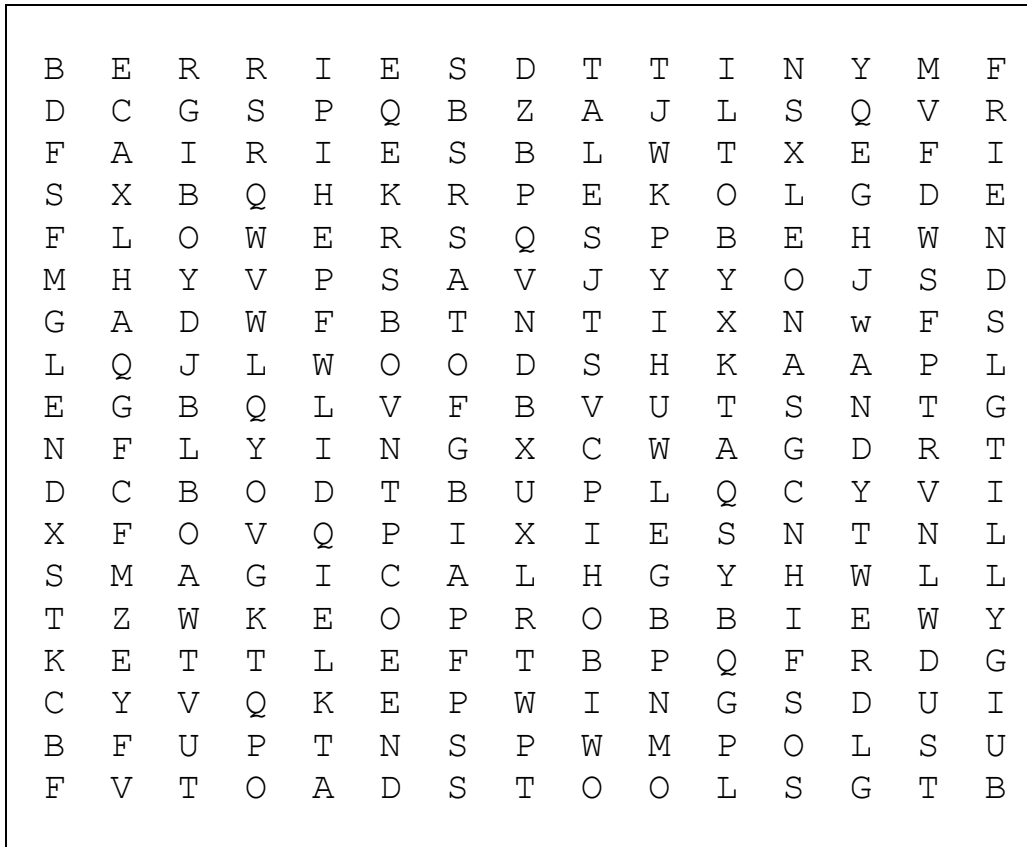 B E R R I E S D T T I N Y M F
D C G S P Q B Z A J L S Q V R
F A I R I E S B L W T X E F I
S X B Q H K R P E K O L G D E
F L O W E R S Q S P B E H W N
M H Y V P S A V J Y Y O J S D
G A D W F B T N T I X N w F S
L Q J L W O O D S H K A A P L
E G B Q L V F B V U T S N T G
N F L Y I N G X C W A G D R T
D C B O D T B U P L Q C Y V I
X F O V Q P I X I E S N T N L
S M A G I C A L H G Y H W L L
T Z W K E O P R O B B I E W Y
K E T T L E F T B P Q F R D G
C Y V Q K E P W I N G S D U I
B F U P T N S P W M P O L S U
F V T O A D S T O O L S G T B